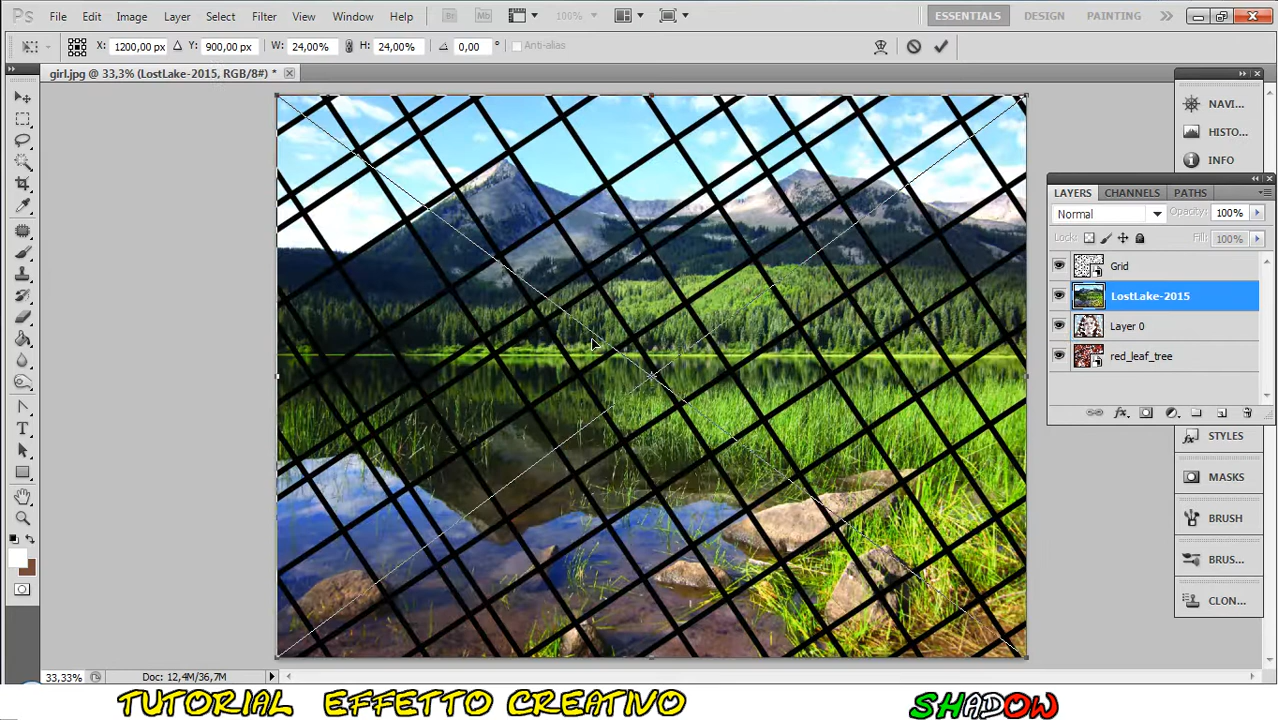 Ps File Edit Image Layer Select Filter View Window Help Br Mb 100% ESSENTIALS DESIGN PAINTING
X: 1200,00 px Y: 900,00 px W: 24,00% H: 24,00% 0,00 ° Anti-alias
girl.jpg @ 33,3% (LostLake-2015, RGB/8#) *
NAVI...
HISTO...
INFO
LAYERS CHANNELS PATHS
Normal Opacity: 100%
Lock: Fill: 100%
Grid
LostLake-2015
Layer 0
red_leaf_tree
STYLES
MASKS
BRUSH
BRUS...
CLON...
33,33% Doc: 12,4M/36,7M
TUTORIAL EFFETTO CREATIVO SHADOW